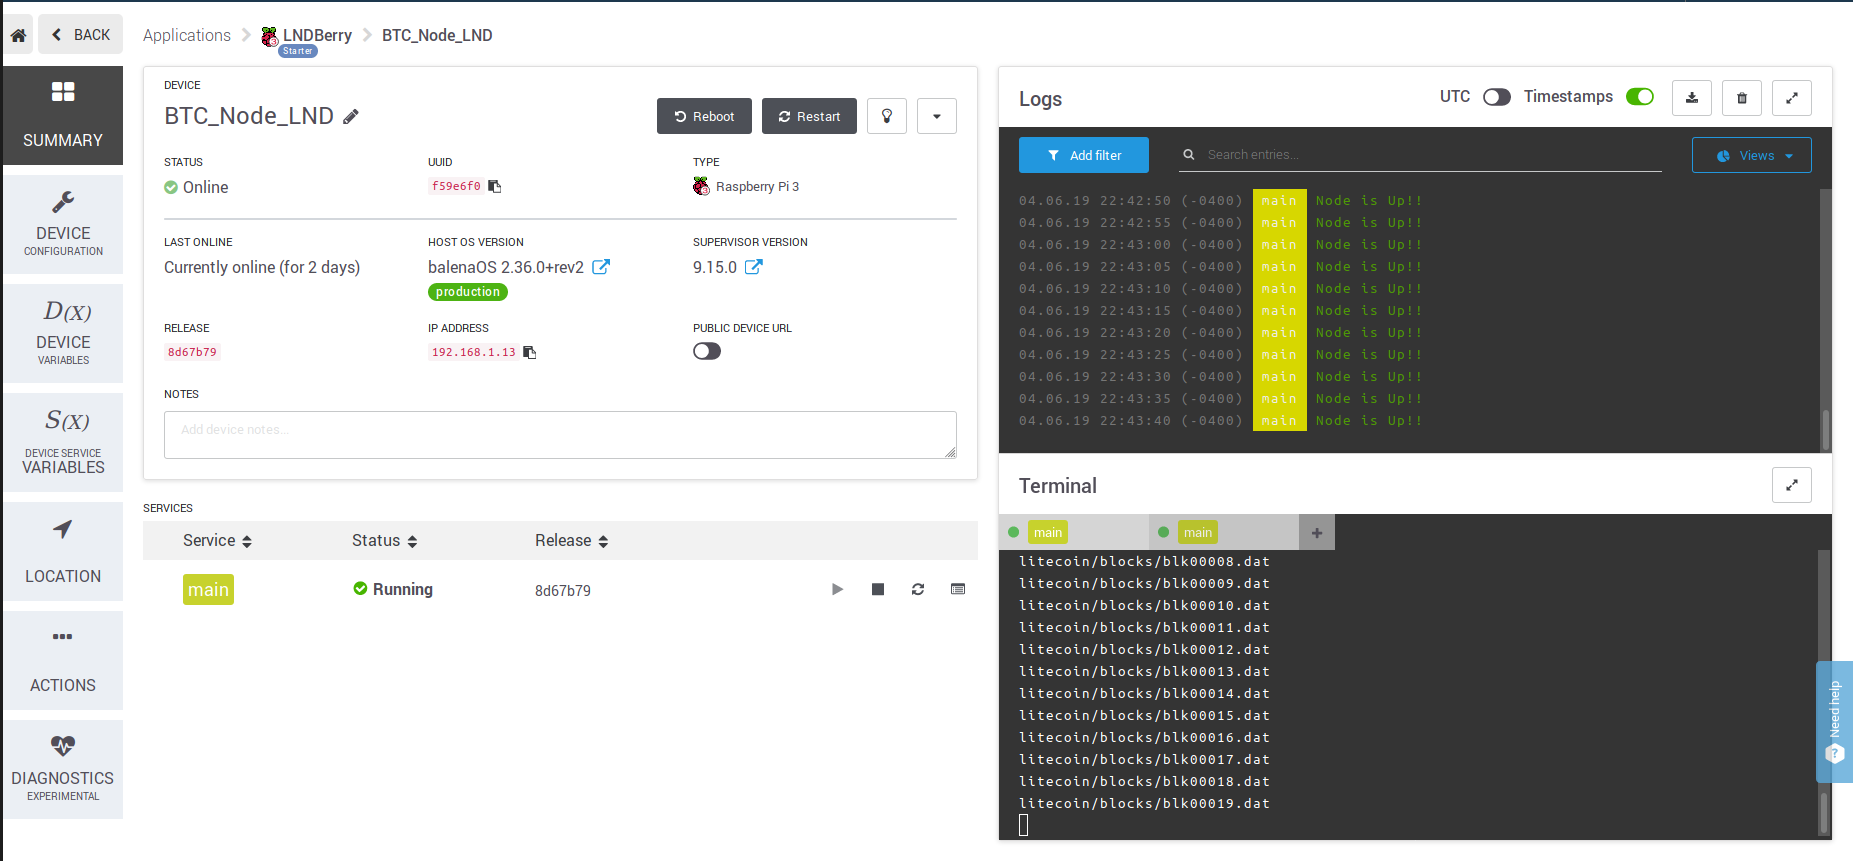 BACK
Applications
LNDBerry
Starter
BTC_Node_LND
SUMMARY
DEVICE
CONFIGURATION
D(X)
DEVICE
VARIABLES
S(X)
DEVICE SERVICE
VARIABLES
LOCATION
ACTIONS
DIAGNOSTICS
EXPERIMENTAL
DEVICE
BTC_Node_LND
Reboot
Restart
STATUS
Online
UUID
f59e6f0
TYPE
3
Raspberry Pi 3
LAST ONLINE
Currently online (for 2 days)
HOST OS VERSION
balenaOS 2.36.0+rev2
production
SUPERVISOR VERSION
9.15.0
RELEASE
8d67b79
IP ADDRESS
192.168.1.13
PUBLIC DEVICE URL
NOTES
Add device notes...
SERVICES
Service
Status
Release
main
Running
8d67b79
Logs
UTC
Timestamps
Add filter
Search entries...
Views
04.06.19 22:42:50 (-0400) main Node is Up!!
04.06.19 22:42:55 (-0400) main Node is Up!!
04.06.19 22:43:00 (-0400) main Node is Up!!
04.06.19 22:43:05 (-0400) main Node is Up!!
04.06.19 22:43:10 (-0400) main Node is Up!!
04.06.19 22:43:15 (-0400) main Node is Up!!
04.06.19 22:43:20 (-0400) main Node is Up!!
04.06.19 22:43:25 (-0400) main Node is Up!!
04.06.19 22:43:30 (-0400) main Node is Up!!
04.06.19 22:43:35 (-0400) main Node is Up!!
04.06.19 22:43:40 (-0400) main Node is Up!!
Terminal
main
main
+
litecoin/blocks/blk00008.dat
litecoin/blocks/blk00009.dat
litecoin/blocks/blk00010.dat
litecoin/blocks/blk00011.dat
litecoin/blocks/blk00012.dat
litecoin/blocks/blk00013.dat
litecoin/blocks/blk00014.dat
litecoin/blocks/blk00015.dat
litecoin/blocks/blk00016.dat
litecoin/blocks/blk00017.dat
litecoin/blocks/blk00018.dat
litecoin/blocks/blk00019.dat
Need help
?